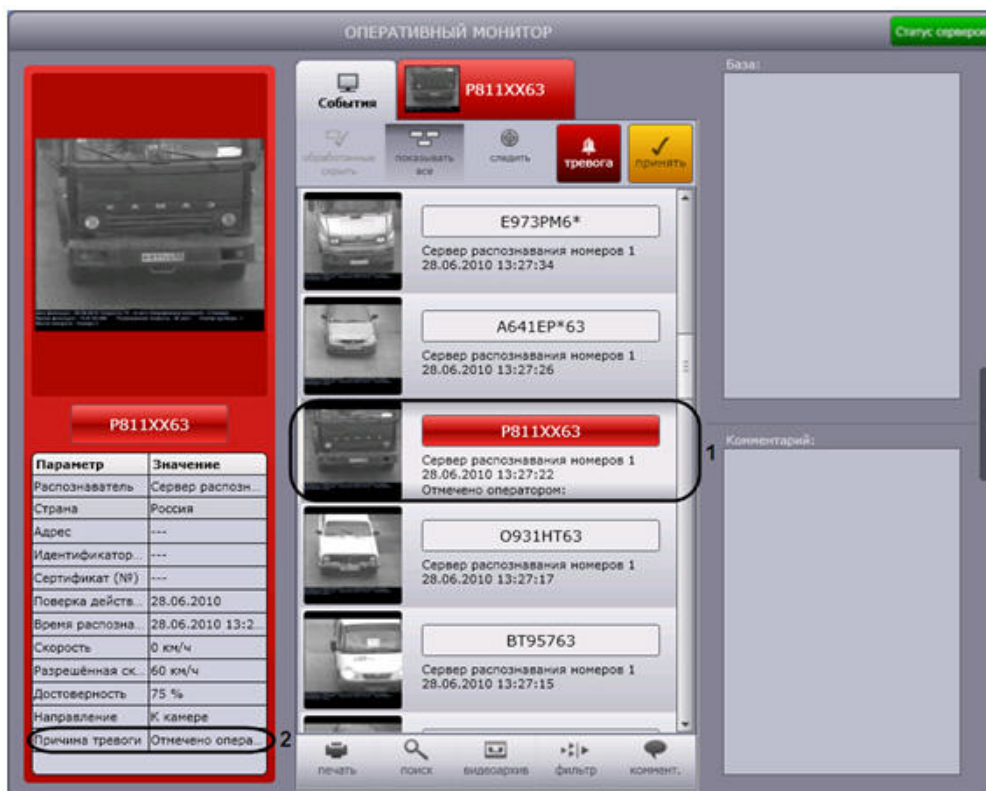 ОПЕРАТИВНЫЙ МОНИТОР
Статус серверов
P811XX63
Параметр Значение
Распознаватель Сервер распозн...
Страна Россия
Адрес ---
Идентификатор... ---
Сертификат (№) ---
Поверка действ... 28.06.2010
Время распозна... 28.06.2010 13:2...
Скорость 0 км/ч
Разрешённая ск... 60 км/ч
Достоверность 75 %
Направление К камере
Причина тревоги Отмечено опера...
2
События
P811XX63
обработанные скрыть
показывать все
следить
тревога
принять
E973PM6*
Сервер распознавания номеров 1
28.06.2010 13:27:34
A641EP*63
Сервер распознавания номеров 1
28.06.2010 13:27:26
P811XX63
Сервер распознавания номеров 1
28.06.2010 13:27:22
Отмечено оператором:
1
O931HT63
Сервер распознавания номеров 1
28.06.2010 13:27:17
BT95763
Сервер распознавания номеров 1
28.06.2010 13:27:15
печать
поиск
видеоархив
фильтр
коммент.
База:
Комментарий: